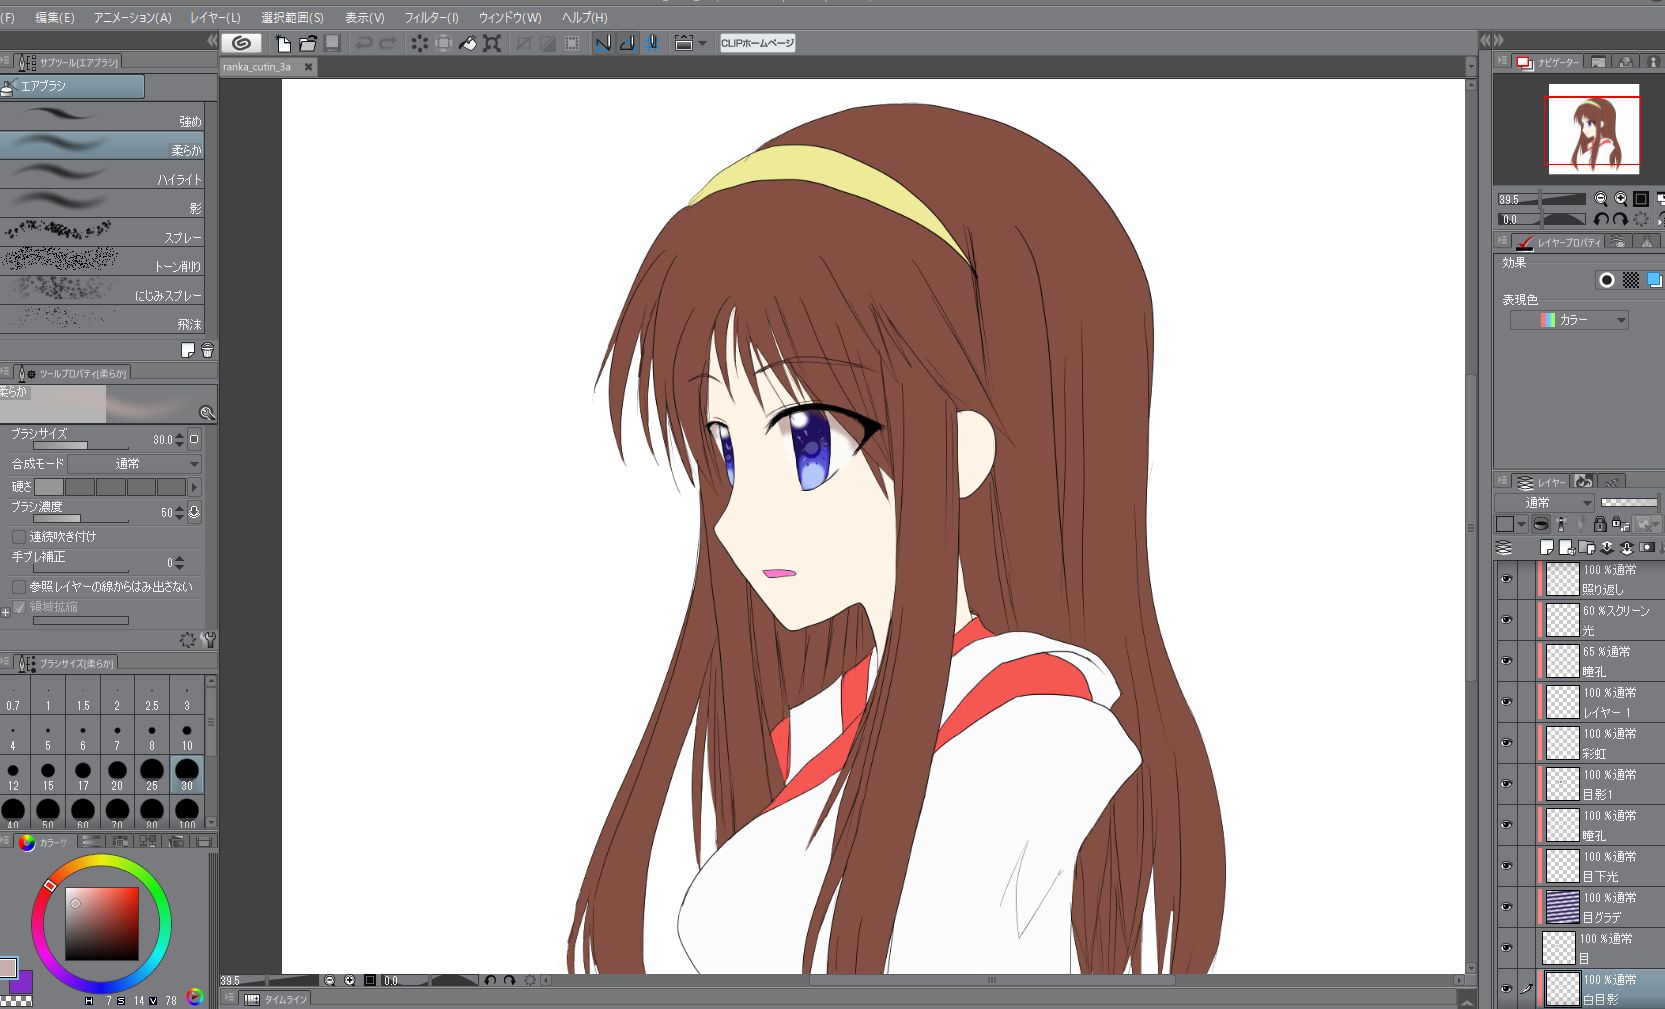 (F) 編集(E) アニメーション(A) レイヤー(L) 選択範囲(S) 表示(V) フィルター(I) ウィンドウ(W) ヘルプ(H)
CLIPホームページ
ranka_cutin_3a
サブツール[エアブラシ]
エアブラシ
強め
柔らか
ハイライト
影
スプレー
トーン削り
にじみスプレー
飛沫
ツールプロパティ[柔らか]
柔らか
ブラシサイズ 30.0
合成モード 通常
硬さ
ブラシ濃度 50
連続吹き付け
手ブレ補正 0
参照レイヤーの線からはみ出さない
領域拡縮
ブラシサイズ[柔らか]
0.7 1 1.5 2 2.5 3
4 5 6 7 8 10
12 15 17 20 25 30
40 50 60 70 80 100
カラーサ
H 7 S 14 V 78
39.5 0.0
タイムライン
ナビゲーター
39.5
0.0
レイヤープロパティ
効果
表現色
カラー
レイヤー
通常
100 %通常
照り返し
60 %スクリーン
光
65 %通常
瞳孔
100 %通常
レイヤー 1
100 %通常
彩虹
100 %通常
目影1
100 %通常
瞳孔
100 %通常
目下光
100 %通常
目グラデ
100 %通常
目
100 %通常
白目影